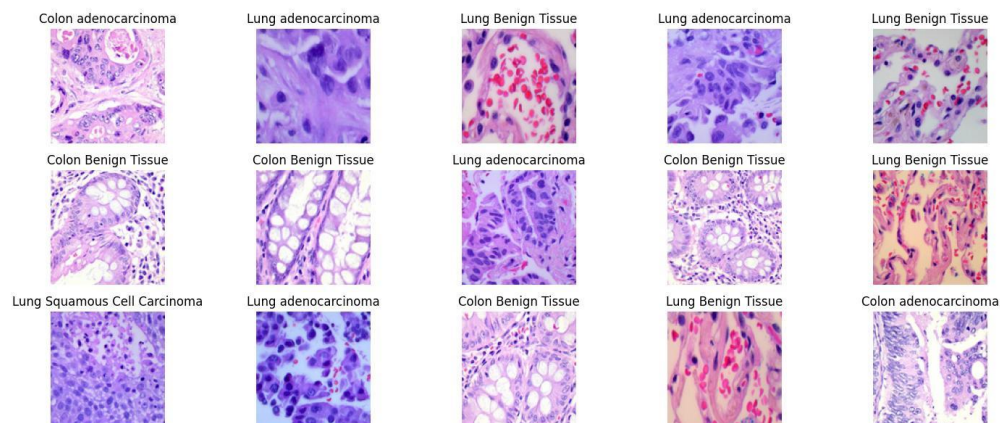 Colon adenocarcinoma
Lung adenocarcinoma
Lung Benign Tissue
Lung adenocarcinoma
Lung Benign Tissue
Colon Benign Tissue
Colon Benign Tissue
Lung adenocarcinoma
Colon Benign Tissue
Lung Benign Tissue
Lung Squamous Cell Carcinoma
Lung adenocarcinoma
Colon Benign Tissue
Lung Benign Tissue
Colon adenocarcinoma